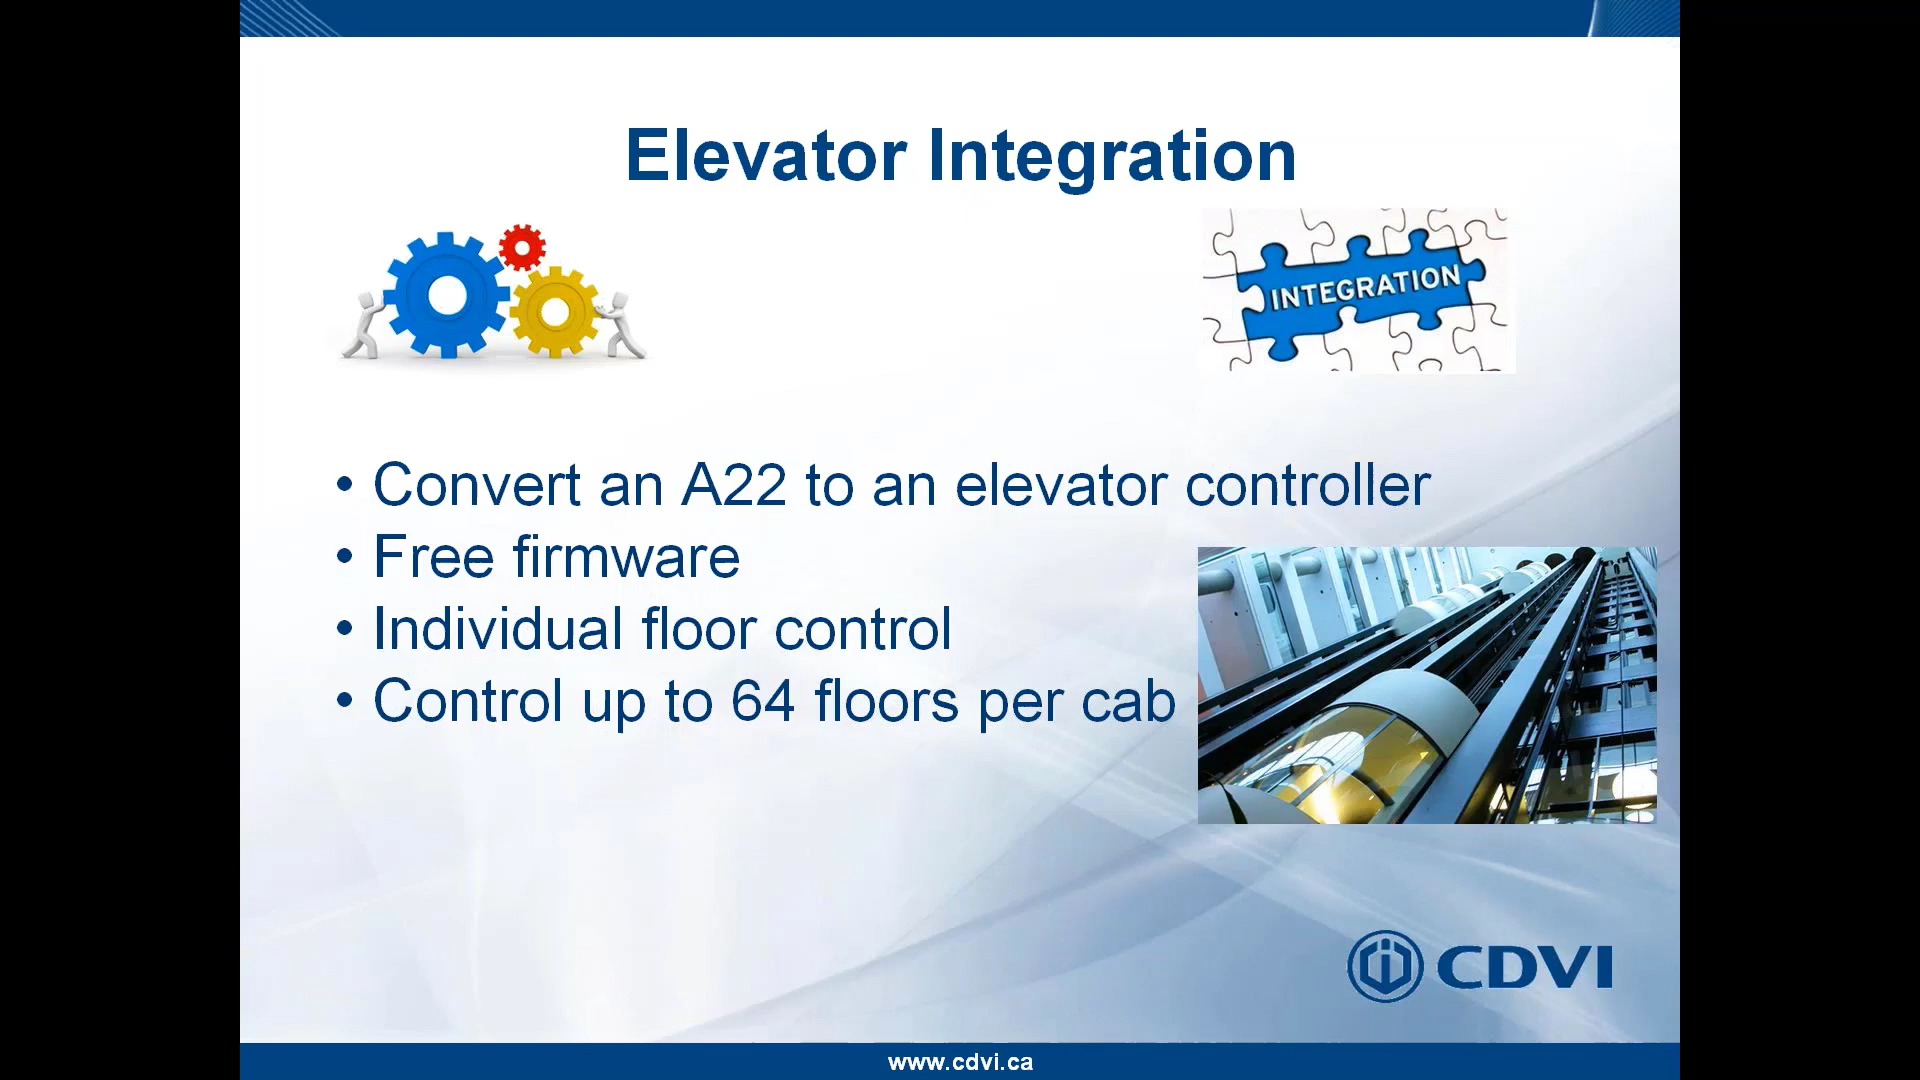 Elevator Integration
INTEGRATION
• Convert an A22 to an elevator controller
• Free firmware
• Individual floor control
• Control up to 64 floors per cab
CDVI
www.cdvi.ca